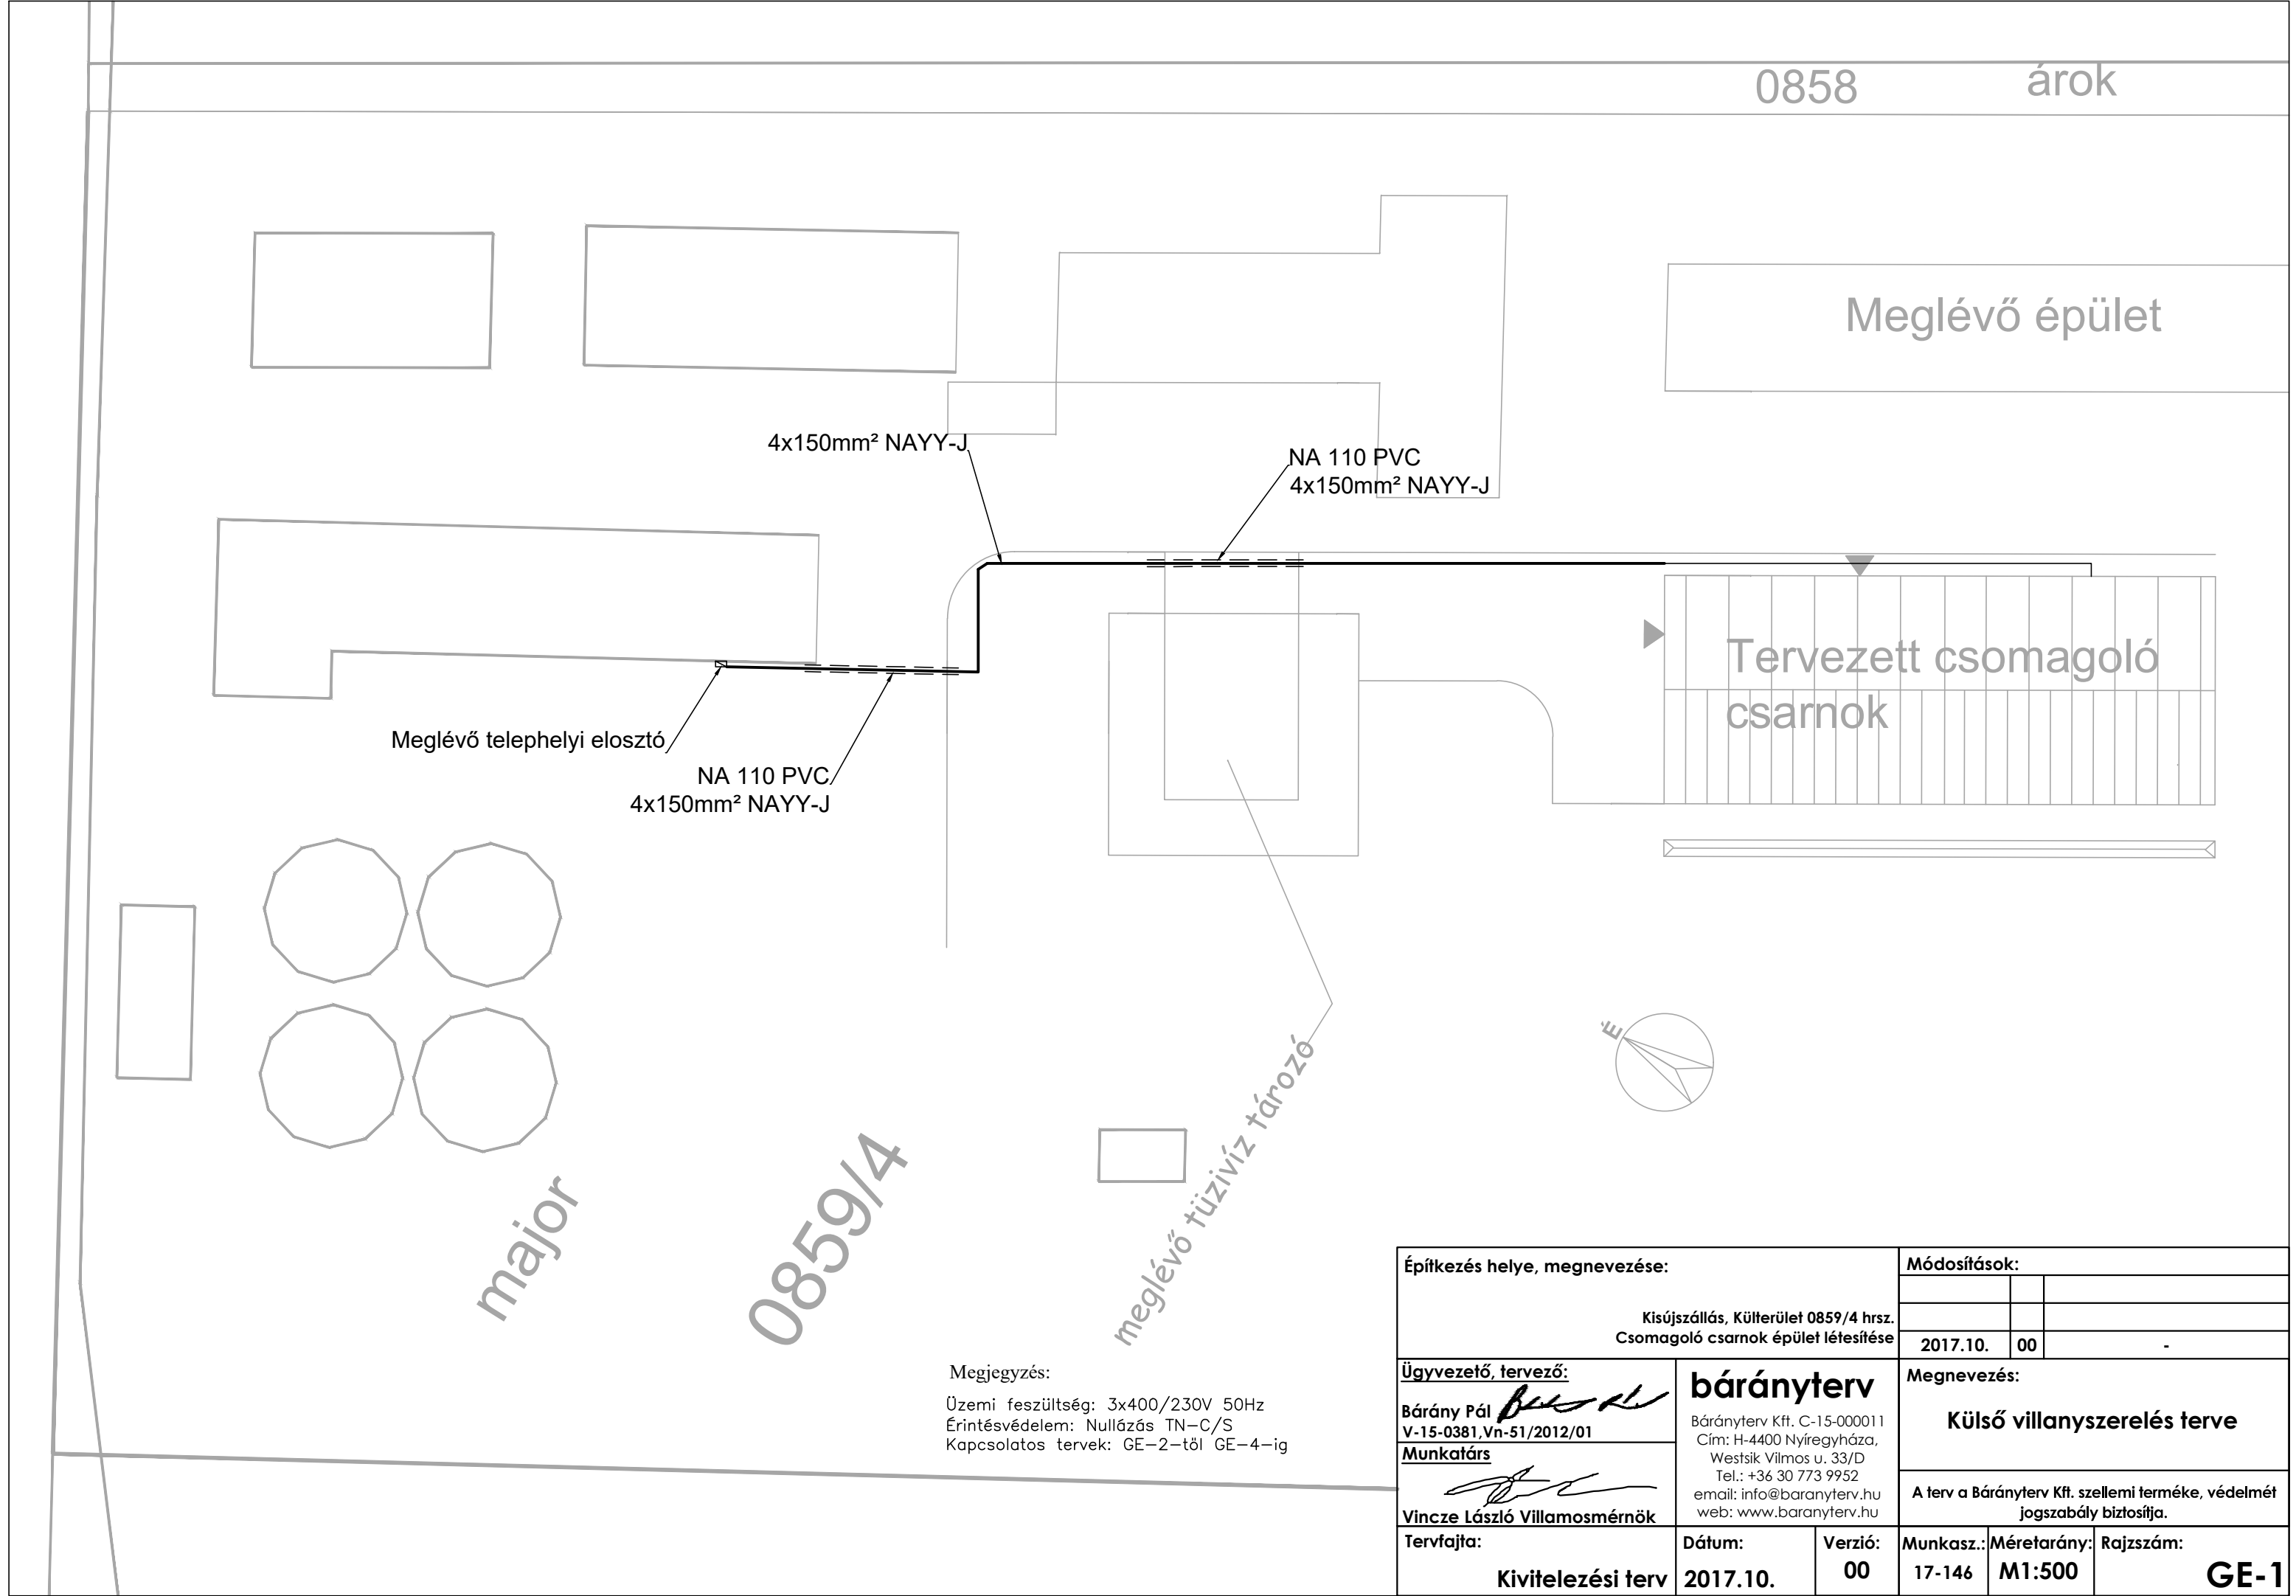 0858 árok
Meglévő épület
4x150mm² NAYY-J
NA 110 PVC
4x150mm² NAYY-J
Tervezett csomagoló
csarnok
Meglévő telephelyi elosztó
NA 110 PVC
4x150mm² NAYY-J
É
major
0859/4
meglévő tüzivíz tározó
Megjegyzés:
Üzemi feszültség: 3x400/230V 50Hz
Érintésvédelem: Nullázás TN-C/S
Kapcsolatos tervek: GE-2-től GE-4-ig
Építkezés helye, megnevezése:
Kisújszállás, Külterület 0859/4 hrsz.
Csomagoló csarnok épület létesítése
Módosítások:
2017.10. 00 -
Ügyvezető, tervező:
Bárány Pál
V-15-0381,Vn-51/2012/01
Munkatárs
Vincze László Villamosmérnök
bárányterv
Bárányterv Kft. C-15-000011
Cím: H-4400 Nyíregyháza,
Westsik Vilmos u. 33/D
Tel.: +36 30 773 9952
email: info@baranyterv.hu
web: www.baranyterv.hu
Megnevezés:
Külső villanyszerelés terve
A terv a Bárányterv Kft. szellemi terméke, védelmét
jogszabály biztosítja.
Tervfajta:
Kivitelezési terv
Dátum:
2017.10.
Verzió:
00
Munkasz.:
17-146
Méretarány:
M1:500
Rajzszám:
GE-1